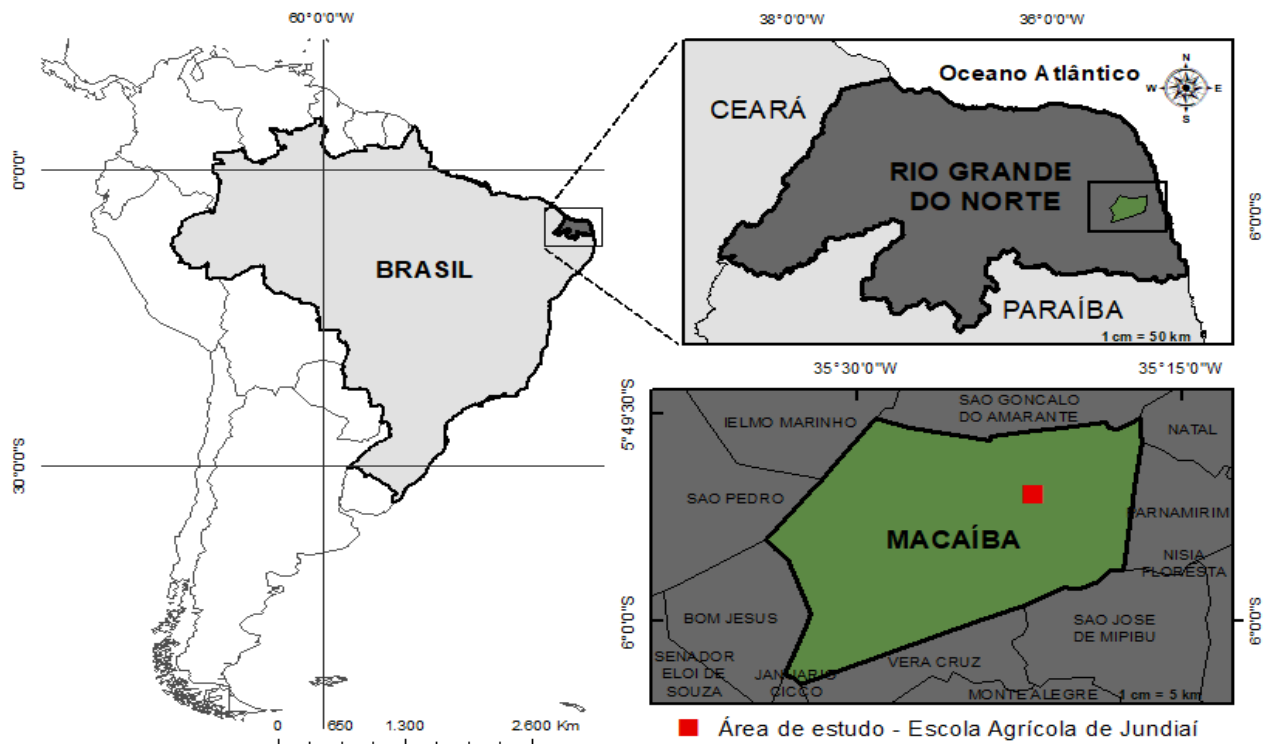 60°0'0"W
0°0'0"
30°0'0"S
BRASIL
0 650 1.300 2.600 Km
38°0'0"W 36°0'0"W
Oceano Atlântico
N
W E
S
CEARÁ
RIO GRANDE
DO NORTE
6°0'0"S
PARAÍBA
1 cm = 50 km
35°30'0"W 35°15'0"W
5°49'30"S
IELMO MARINHO
SAO GONCALO
DO AMARANTE
NATAL
SAO PEDRO
PARNAMIRIM
MACAÍBA
NISIA
FLORESTA
BOM JESUS
SAO JOSE
DE MIPIBU
6°0'0"S
SENADOR
ELOI DE
SOUZA
JANUARIO
CICCO
VERA CRUZ
MONTE ALEGRE
1 cm = 5 km
Área de estudo - Escola Agrícola de Jundiaí